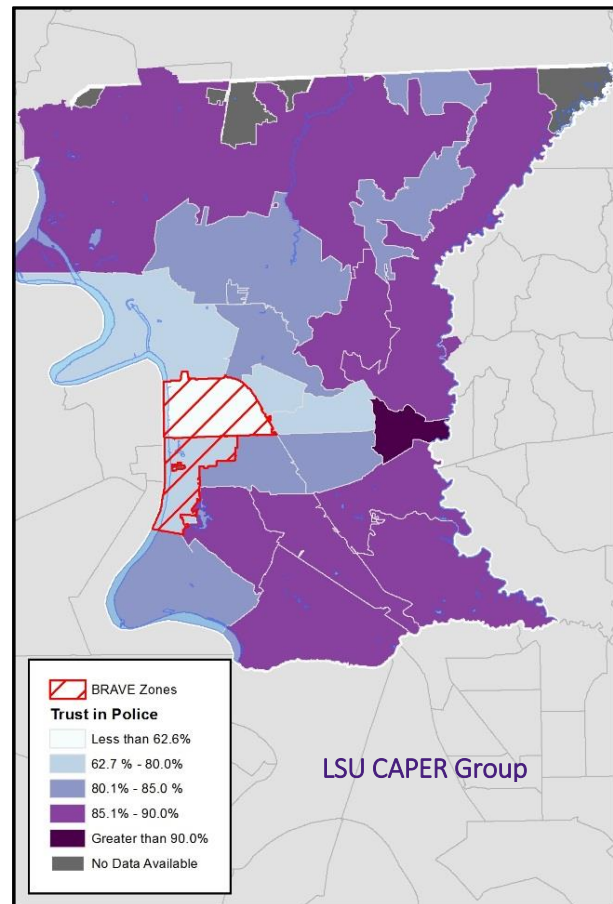 LSU CAPER Group
BRAVE Zones
Trust in Police
Less than 62.6%
62.7 % - 80.0%
80.1% - 85.0 %
85.1% - 90.0%
Greater than 90.0%
No Data Available